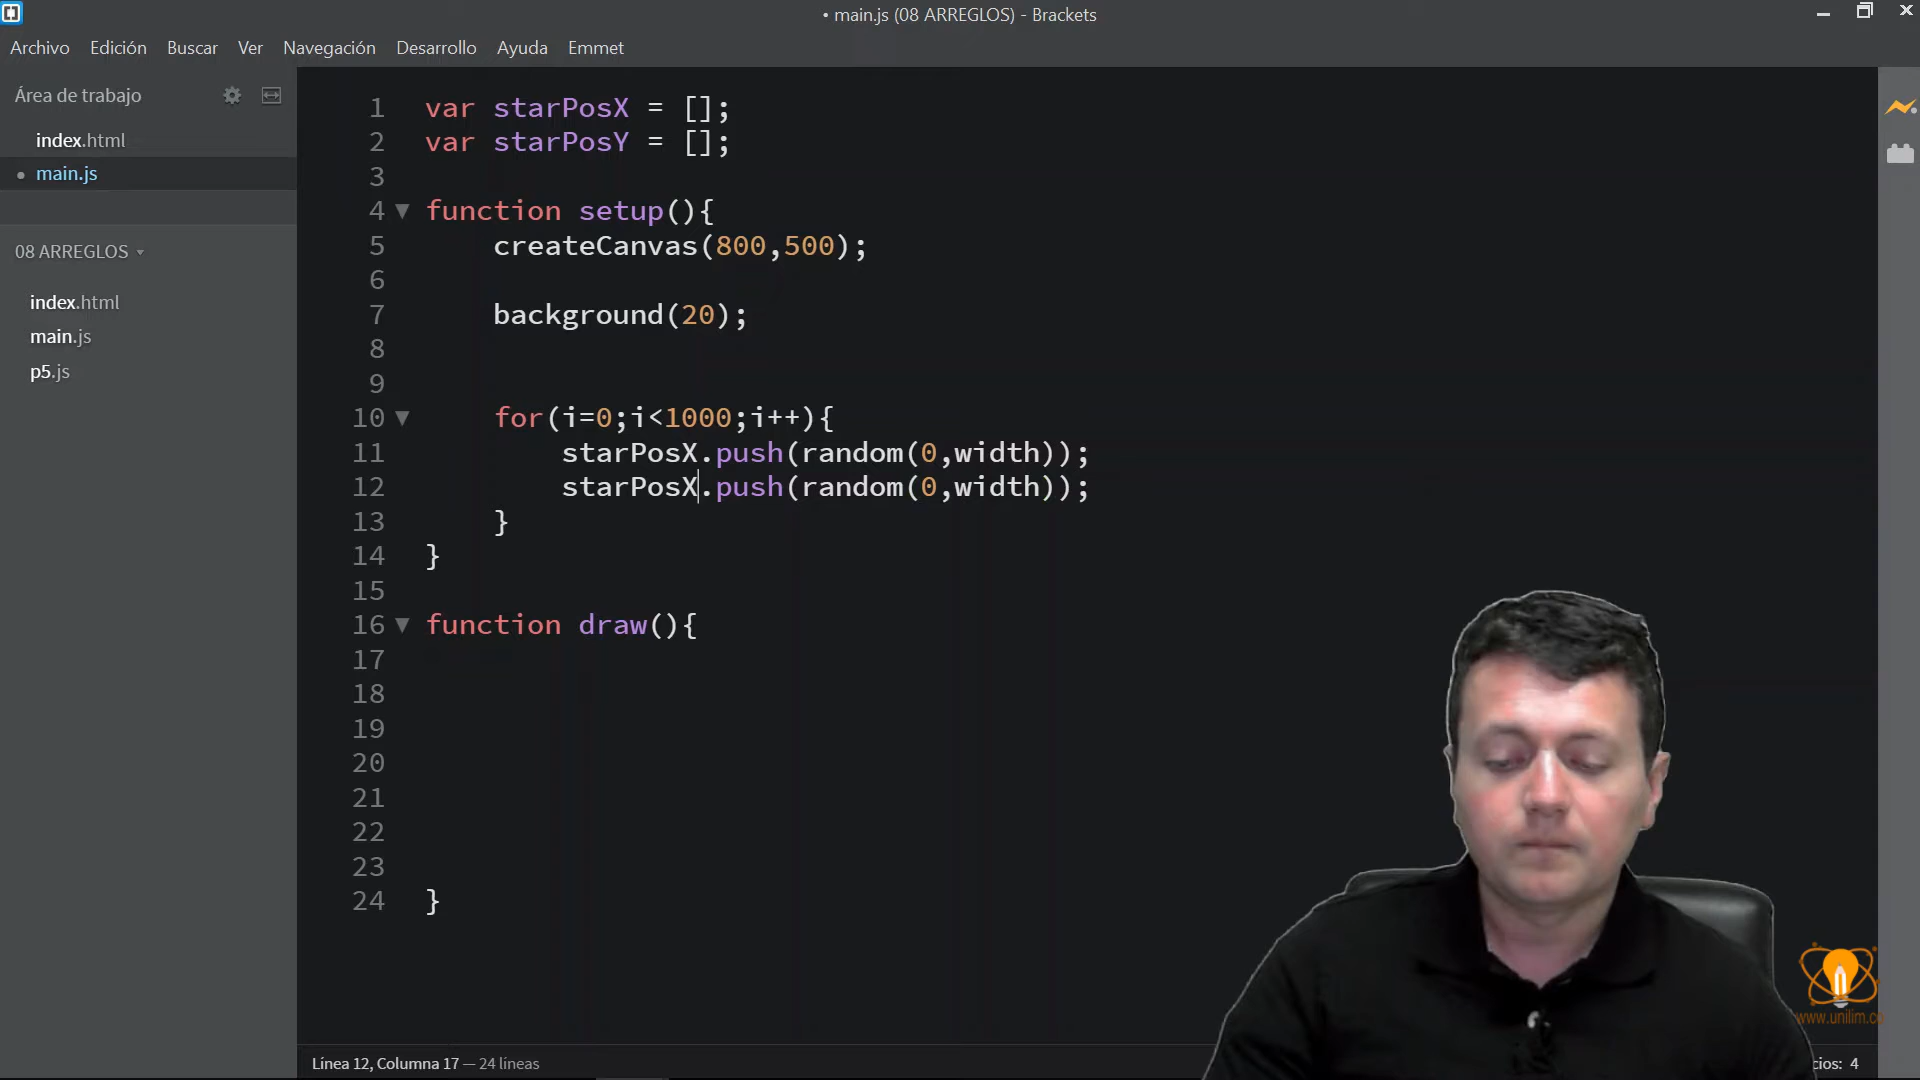 • main.js (08 ARREGLOS) - Brackets
Archivo Edición Buscar Ver Navegación Desarrollo Ayuda Emmet
Área de trabajo
index.html
• main.js
08 ARREGLOS
index.html
main.js
p5.js
1 var starPosX = [];
2 var starPosY = [];
3
4 function setup(){
5 createCanvas(800,500);
6
7 background(20);
8
9
10 for(i=0;i<1000;i++){
11 starPosX.push(random(0,width));
12 starPosX.push(random(0,width));
13 }
14 }
15
16 function draw(){
17
18
19
20
21
22
23
24 }
Línea 12, Columna 17 — 24 líneas
cios: 4
www.unilim.co